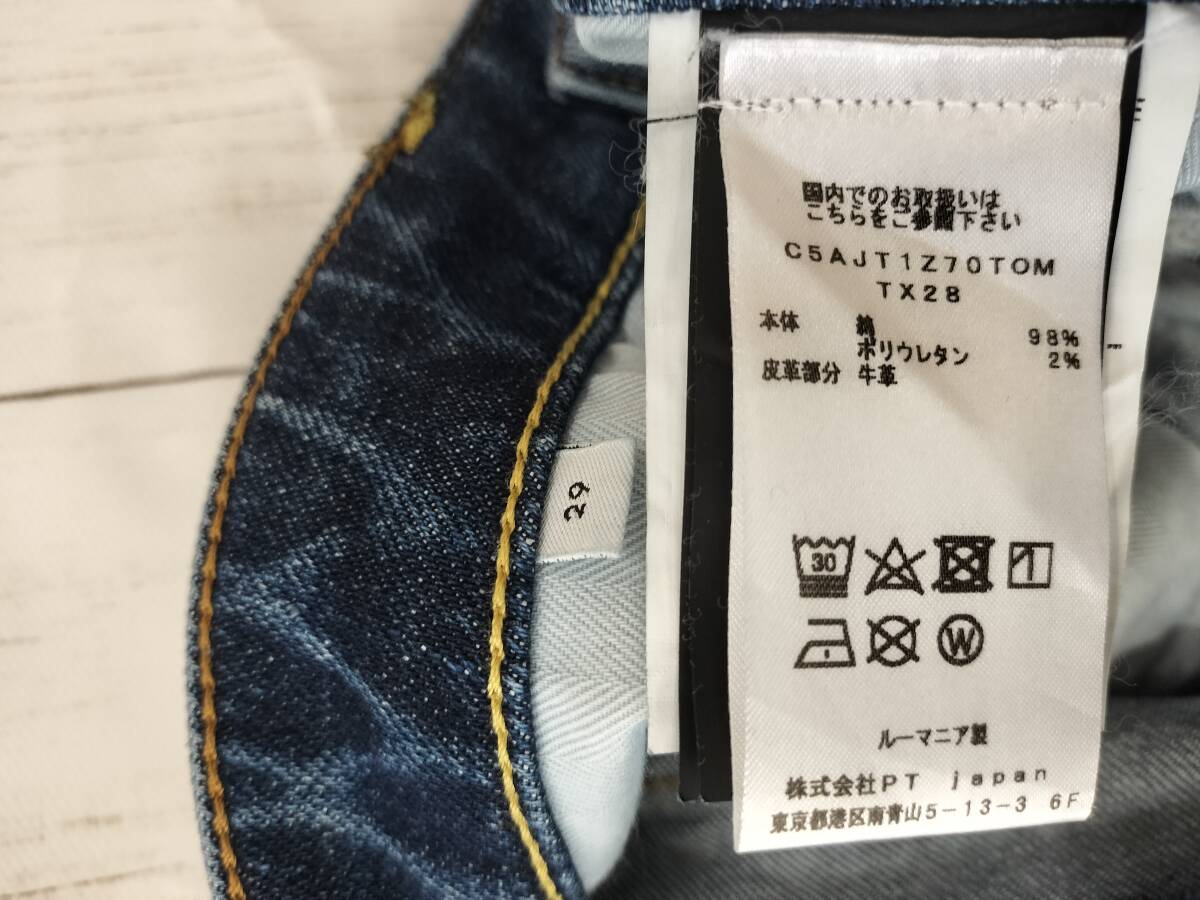 国内でのお取扱いは
こちらをご参照下さい
C5AJT1Z70TOM
TX28
本体 綿 98%
ポリウレタン 2%
皮革部分 牛革
29
30
W
ルーマニア製
株式会社PT japan
東京都港区南青山5-13-3 6F